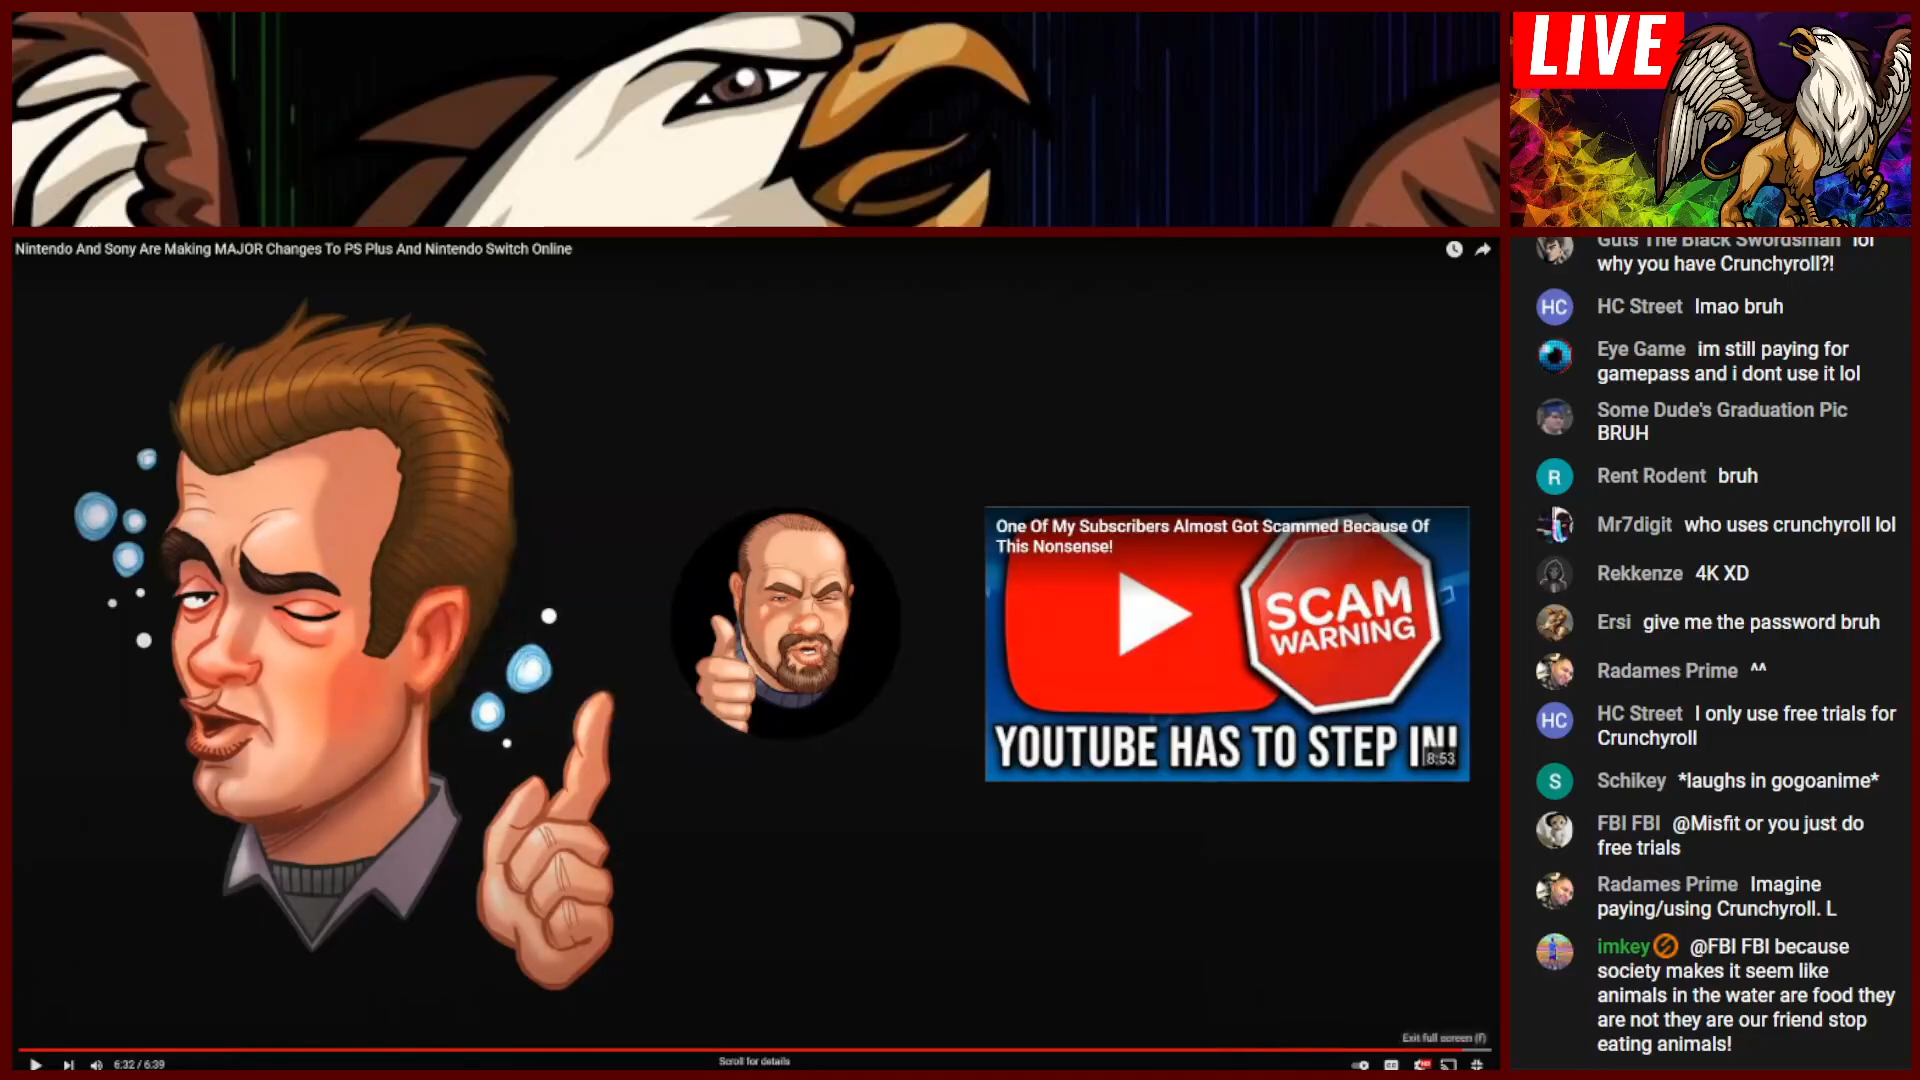 LIVE
Nintendo And Sony Are Making MAJOR Changes To PS Plus And Nintendo Switch Online
One Of My Subscribers Almost Got Scammed Because Of
This Nonsense!
SCAM
WARNING
YOUTUBE HAS TO STEP IN!
8:53
Exit full screen (f)
6:32 / 6:39
Scroll for details
Guts The Black Swordsman lol
why you have Crunchyroll?!
HC
HC Street lmao bruh
Eye Game im still paying for
gamepass and i dont use it lol
Some Dude's Graduation Pic
BRUH
R
Rent Rodent bruh
Mr7digit who uses crunchyroll lol
Rekkenze 4K XD
Ersi give me the password bruh
Radames Prime ^^
HC
HC Street I only use free trials for
Crunchyroll
S
Schikey *laughs in gogoanime*
FBI FBI @Misfit or you just do
free trials
Radames Prime Imagine
paying/using Crunchyroll. L
imkey @FBI FBI because
society makes it seem like
animals in the water are food they
are not they are our friend stop
eating animals!